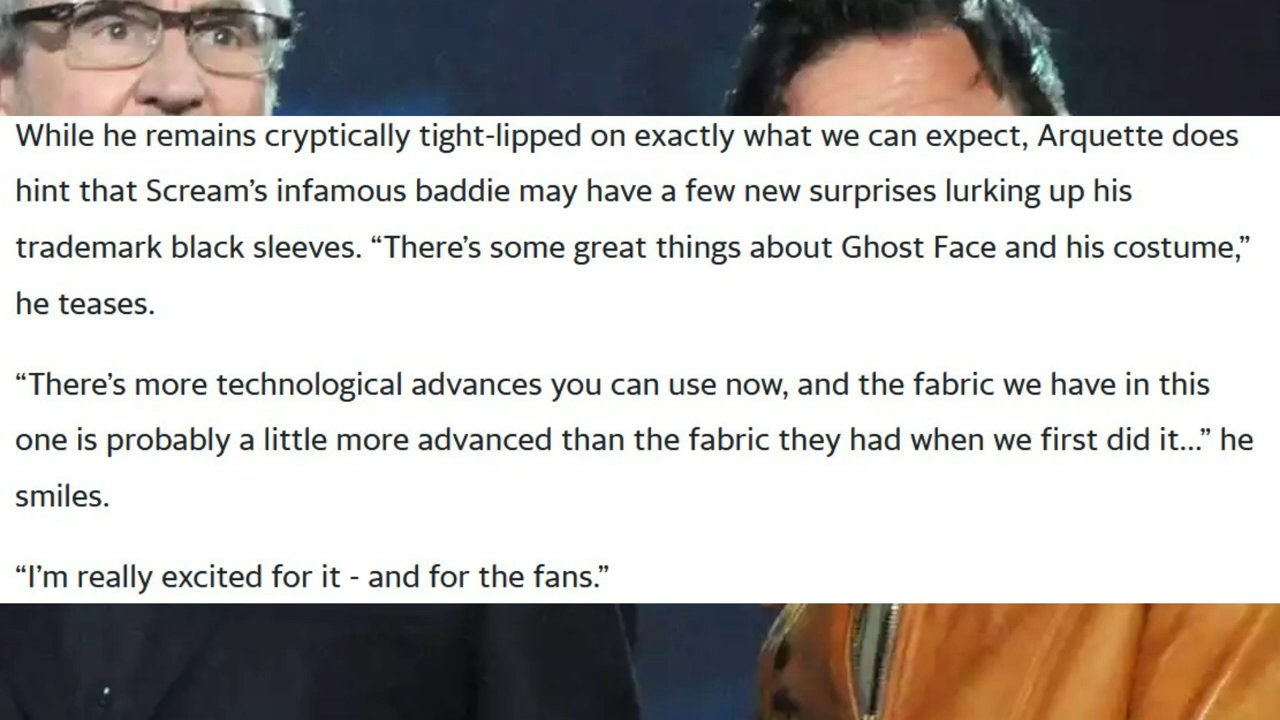 While he remains cryptically tight-lipped on exactly what we can expect, Arquette does
hint that Scream’s infamous baddie may have a few new surprises lurking up his
trademark black sleeves. “There’s some great things about Ghost Face and his costume,”
he teases.
“There’s more technological advances you can use now, and the fabric we have in this
one is probably a little more advanced than the fabric they had when we first did it...” he
smiles.
“I’m really excited for it - and for the fans.”